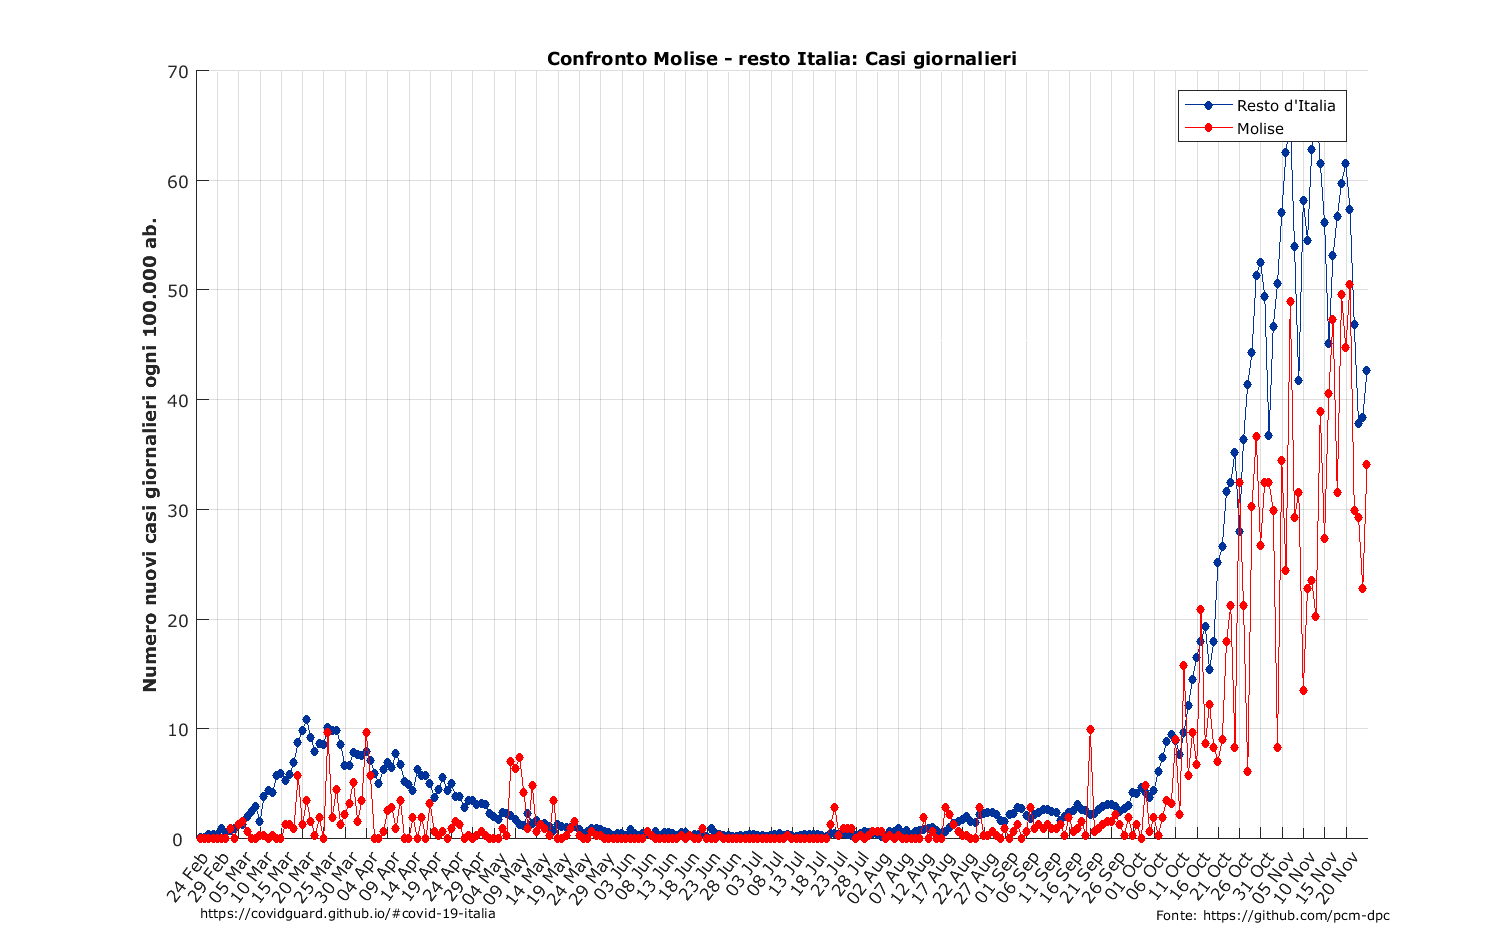 Confronto Molise - resto Italia: Casi giornalieri
Numero nuovi casi giornalieri ogni 100.000 ab.
70
60
50
40
30
20
10
0
Resto d'Italia
Molise
24 Feb
29 Feb
05 Mar
10 Mar
15 Mar
20 Mar
25 Mar
30 Mar
04 Apr
09 Apr
14 Apr
19 Apr
24 Apr
29 Apr
04 May
09 May
14 May
19 May
24 May
29 May
03 Jun
08 Jun
13 Jun
18 Jun
23 Jun
28 Jun
03 Jul
08 Jul
13 Jul
18 Jul
23 Jul
28 Jul
02 Aug
07 Aug
12 Aug
17 Aug
22 Aug
27 Aug
01 Sep
06 Sep
11 Sep
16 Sep
21 Sep
26 Sep
01 Oct
06 Oct
11 Oct
16 Oct
21 Oct
26 Oct
31 Oct
05 Nov
10 Nov
15 Nov
20 Nov
https://covidguard.github.io/#covid-19-italia
Fonte: https://github.com/pcm-dpc